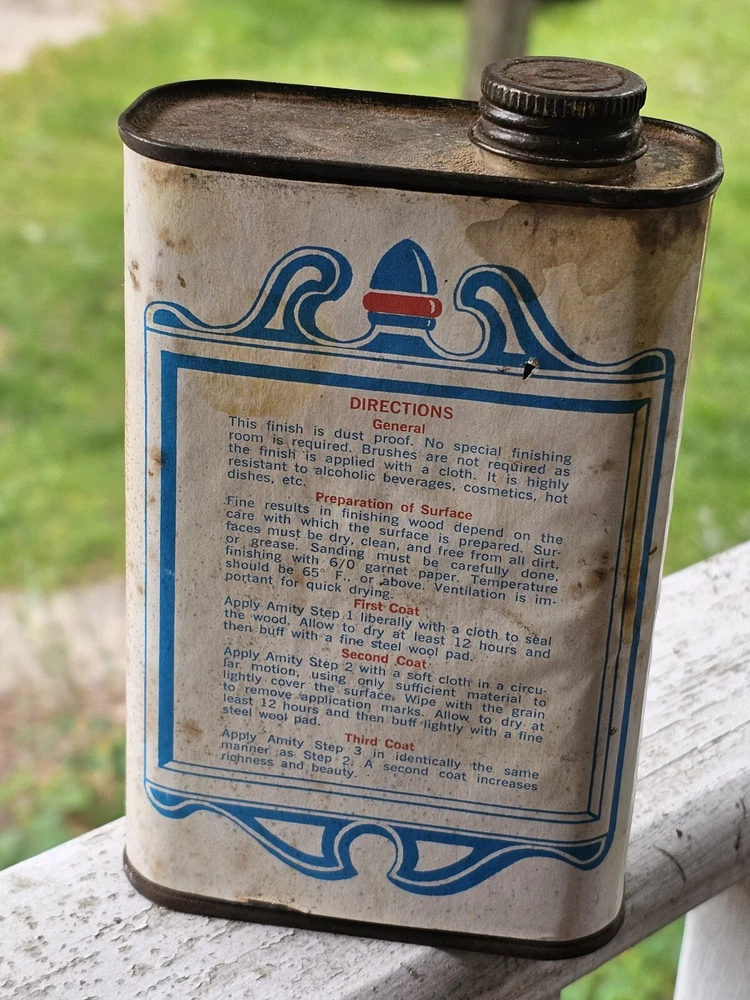 DIRECTIONS
General
This finish is dust proof. No special finishing
room is required. Brushes are not required as
the finish is applied with a cloth. It is highly
resistant to alcoholic beverages, cosmetics, hot
dishes, etc.
Preparation of Surface
Fine results in finishing wood depend on the
care with which the surface is prepared. Sur-
faces must be dry, clean, and free from all dirt,
or grease. Sanding must be carefully done,
finishing with 6/0 garnet paper. Temperature
should be 65° F., or above. Ventilation is im-
portant for quick drying.
First Coat
Apply Amity Step 1 liberally with a cloth to seal
the wood. Allow to dry at least 12 hours and
then buff with a fine steel wool pad.
Second Coat
Apply Amity Step 2 with a soft cloth in a circu-
lar motion, using only sufficient material to
lightly cover the surface. Wipe with the grain
to remove application marks. Allow to dry at
least 12 hours and then buff lightly with a fine
steel wool pad.
Third Coat
Apply Amity Step 3 in identically the same
manner as Step 2. A second coat increases
richness and beauty.